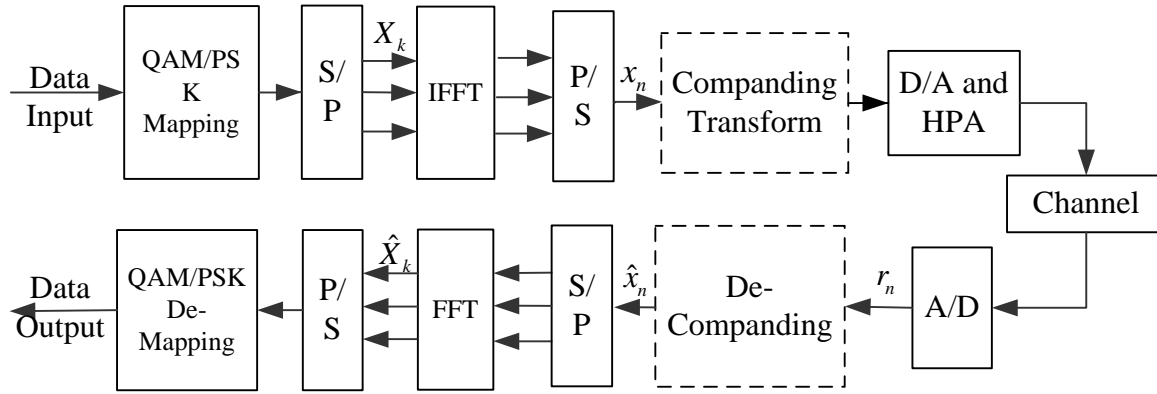 Data
Input
QAM/PS
K
Mapping
S/
P
X_k
IFFT
P/
S
x_n
Companding
Transform
D/A and
HPA
Channel
Data
Output
QAM/PSK
De-
Mapping
P/
S
X̂_k
FFT
S/
P
x̂_n
De-
Companding
r_n
A/D